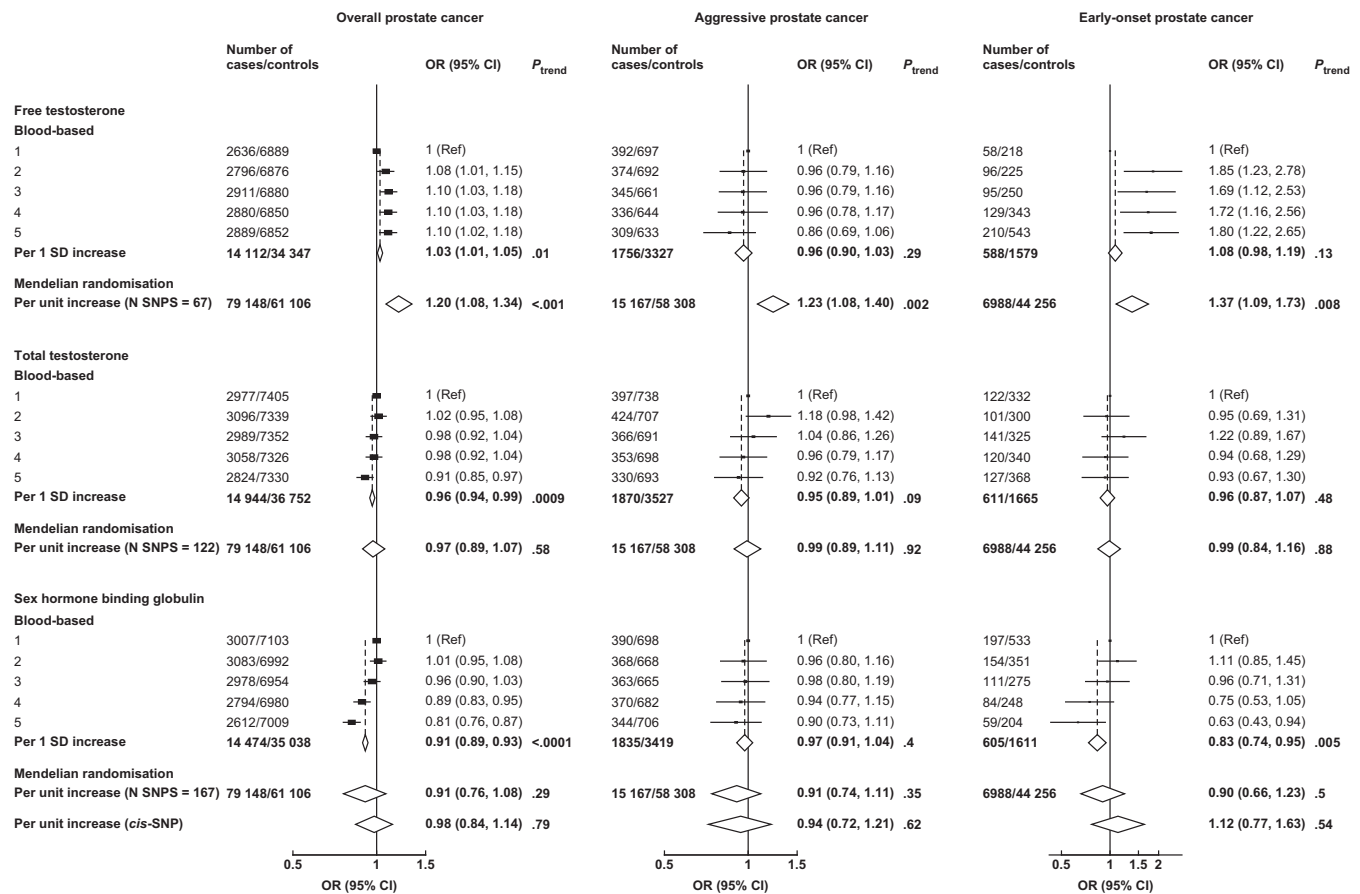 Overall prostate cancer Aggressive prostate cancer Early-onset prostate cancer
Number of cases/controls OR (95% CI) Ptrend Number of cases/controls OR (95% CI) Ptrend Number of cases/controls OR (95% CI) Ptrend
Free testosterone
Blood-based
1 2636/6889 1 (Ref) 392/697 1 (Ref) 58/218 1 (Ref)
2 2796/6876 1.08 (1.01, 1.15) 374/692 0.96 (0.79, 1.16) 96/225 1.85 (1.23, 2.78)
3 2911/6880 1.10 (1.03, 1.18) 345/661 0.96 (0.79, 1.16) 95/250 1.69 (1.12, 2.53)
4 2880/6850 1.10 (1.03, 1.18) 336/644 0.96 (0.78, 1.17) 129/343 1.72 (1.16, 2.56)
5 2889/6852 1.10 (1.02, 1.18) 309/633 0.86 (0.69, 1.06) 210/543 1.80 (1.22, 2.65)
Per 1 SD increase 14 112/34 347 1.03 (1.01, 1.05) .01 1756/3327 0.96 (0.90, 1.03) .29 588/1579 1.08 (0.98, 1.19) .13
Mendelian randomisation
Per unit increase (N SNPS = 67) 79 148/61 106 1.20 (1.08, 1.34) <.001 15 167/58 308 1.23 (1.08, 1.40) .002 6988/44 256 1.37 (1.09, 1.73) .008
Total testosterone
Blood-based
1 2977/7405 1 (Ref) 397/738 1 (Ref) 122/332 1 (Ref)
2 3096/7339 1.02 (0.95, 1.08) 424/707 1.18 (0.98, 1.42) 101/300 0.95 (0.69, 1.31)
3 2989/7352 0.98 (0.92, 1.04) 366/691 1.04 (0.86, 1.26) 141/325 1.22 (0.89, 1.67)
4 3058/7326 0.98 (0.92, 1.04) 353/698 0.96 (0.79, 1.17) 120/340 0.94 (0.68, 1.29)
5 2824/7330 0.91 (0.85, 0.97) 330/693 0.92 (0.76, 1.13) 127/368 0.93 (0.67, 1.30)
Per 1 SD increase 14 944/36 752 0.96 (0.94, 0.99) .0009 1870/3527 0.95 (0.89, 1.01) .09 611/1665 0.96 (0.87, 1.07) .48
Mendelian randomisation
Per unit increase (N SNPS = 122) 79 148/61 106 0.97 (0.89, 1.07) .58 15 167/58 308 0.99 (0.89, 1.11) .92 6988/44 256 0.99 (0.84, 1.16) .88
Sex hormone binding globulin
Blood-based
1 3007/7103 1 (Ref) 390/698 1 (Ref) 197/533 1 (Ref)
2 3083/6992 1.01 (0.95, 1.08) 368/668 0.96 (0.80, 1.16) 154/351 1.11 (0.85, 1.45)
3 2978/6954 0.96 (0.90, 1.03) 363/665 0.98 (0.80, 1.19) 111/275 0.96 (0.71, 1.31)
4 2794/6980 0.89 (0.83, 0.95) 370/682 0.94 (0.77, 1.15) 84/248 0.75 (0.53, 1.05)
5 2612/7009 0.81 (0.76, 0.87) 344/706 0.90 (0.73, 1.11) 59/204 0.63 (0.43, 0.94)
Per 1 SD increase 14 474/35 038 0.91 (0.89, 0.93) <.0001 1835/3419 0.97 (0.91, 1.04) .4 605/1611 0.83 (0.74, 0.95) .005
Mendelian randomisation
Per unit increase (N SNPS = 167) 79 148/61 106 0.91 (0.76, 1.08) .29 15 167/58 308 0.91 (0.74, 1.11) .35 6988/44 256 0.90 (0.66, 1.23) .5
Per unit increase (cis-SNP) 0.98 (0.84, 1.14) .79 0.94 (0.72, 1.21) .62 1.12 (0.77, 1.63) .54
0.5 1 1.5 0.5 1 1.5 0.5 1 1.5 2
OR (95% CI) OR (95% CI) OR (95% CI)